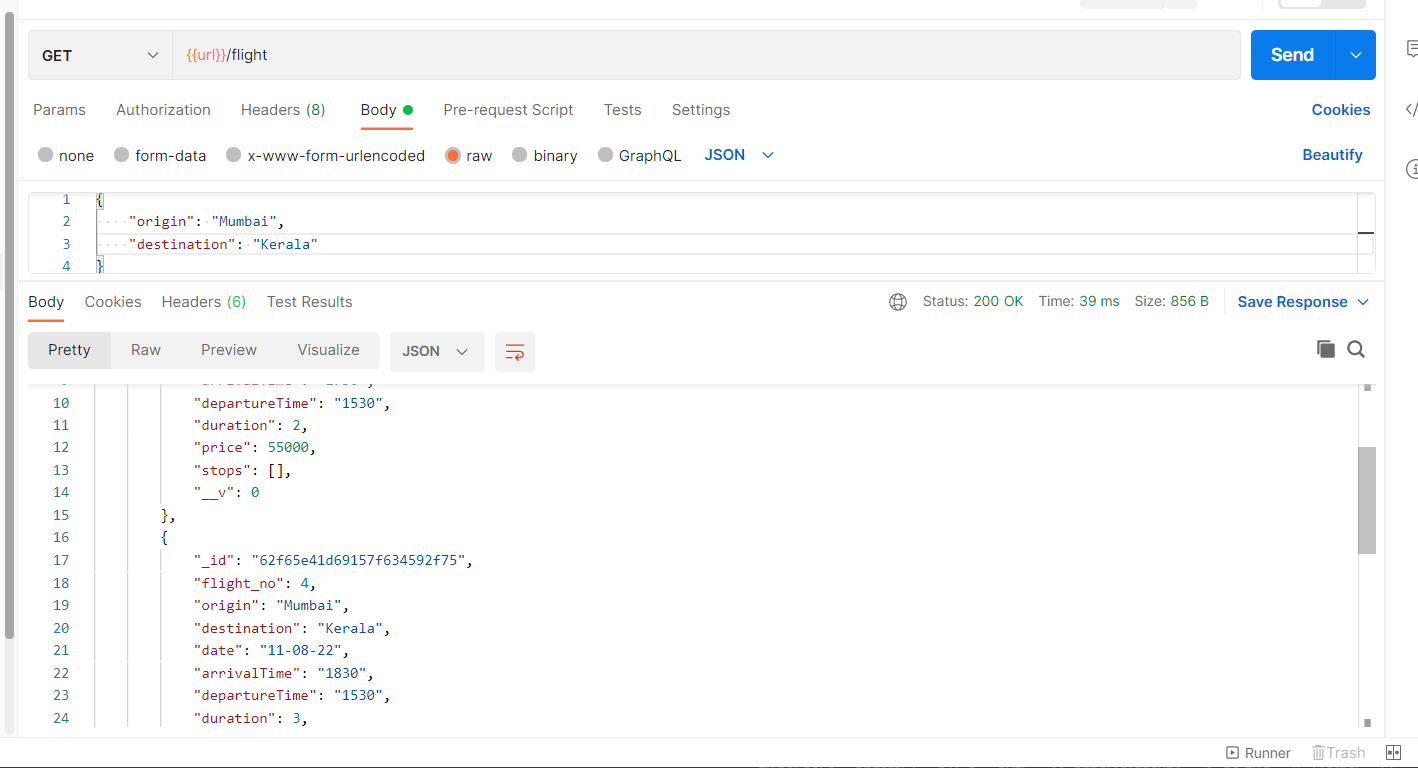 GET {{url}}/flight Send
Params Authorization Headers (8) Body Pre-request Script Tests Settings Cookies
none form-data x-www-form-urlencoded raw binary GraphQL JSON Beautify
1 {
2 "origin": "Mumbai",
3 "destination": "Kerala"
4 }
Body Cookies Headers (6) Test Results Status: 200 OK Time: 39 ms Size: 856 B Save Response
Pretty Raw Preview Visualize JSON
10 "departureTime": "1530",
11 "duration": 2,
12 "price": 55000,
13 "stops": [],
14 "__v": 0
15 },
16 {
17 "_id": "62f65e41d69157f634592f75",
18 "flight_no": 4,
19 "origin": "Mumbai",
20 "destination": "Kerala",
21 "date": "11-08-22",
22 "arrivalTime": "1830",
23 "departureTime": "1530",
24 "duration": 3,
Runner Trash